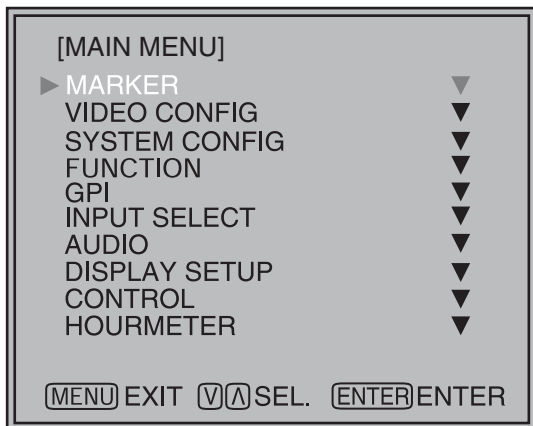 [MAIN MENU]
MARKER
VIDEO CONFIG
SYSTEM CONFIG
FUNCTION
GPI
INPUT SELECT
AUDIO
DISPLAY SETUP
CONTROL
HOURMETER
MENU EXIT V Λ SEL. ENTER ENTER